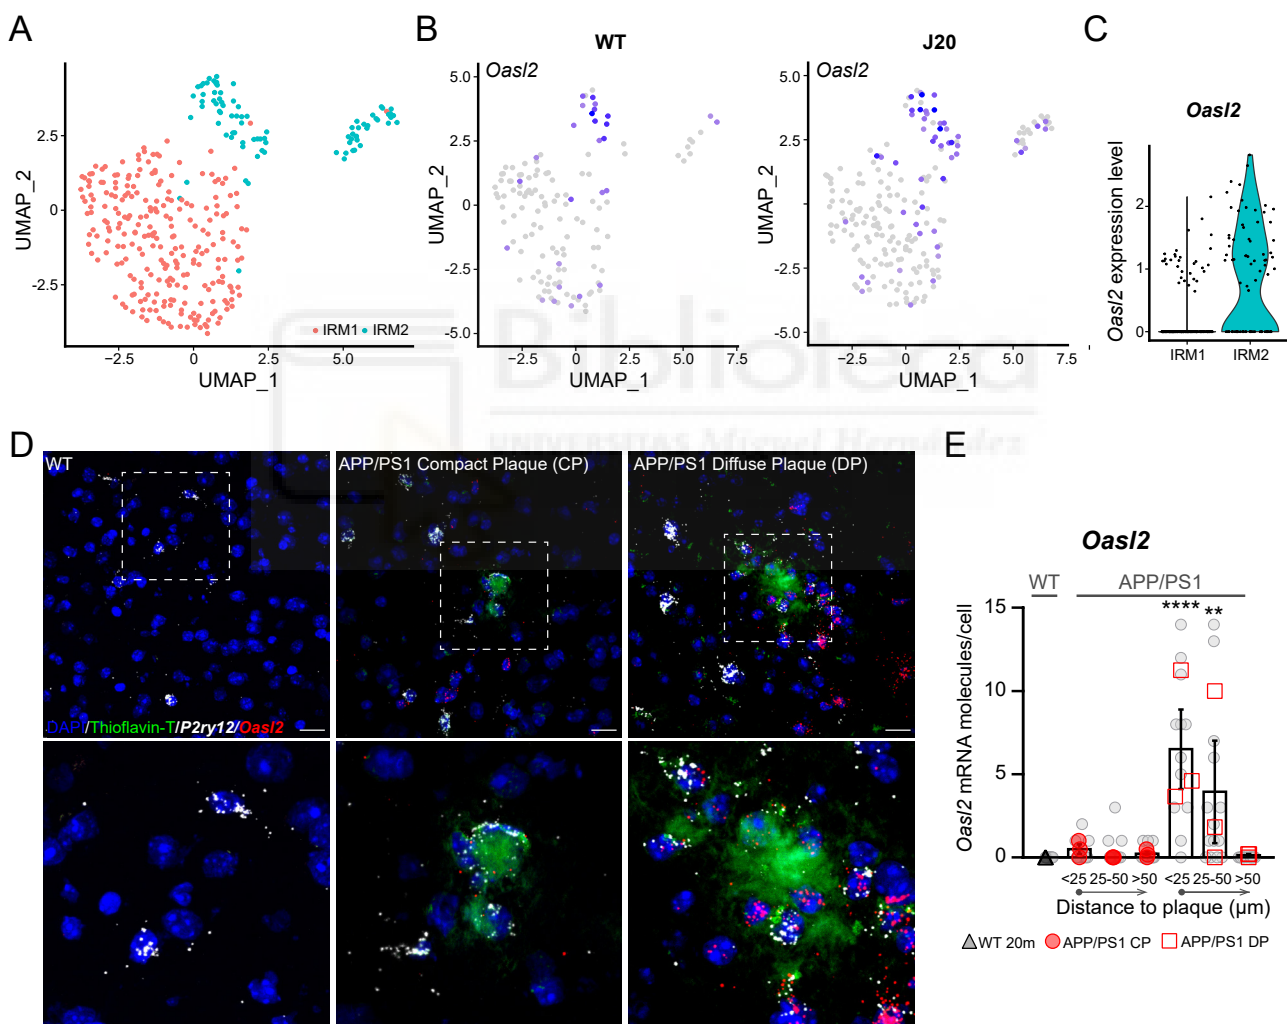 A
2.5
0
-2.5
UMAP_2
-2.5
0
2.5
5.0
UMAP_1
IRM1 IRM2
B
WT
Oasl2
5.0
2.5
0
-2.5
-5.0
UMAP_2
-2.5
0
2.5
5.0
7.5
UMAP_1
J20
Oasl2
5.0
2.5
-2.5
-5.0
UMAP_2
-2.5
0
2.5
5.0
7.5
UMAP_1
C
Oasl2
Oasl2 expression level
2
1
0
IRM1
IRM2
Biblioteca
UNIVERSITAS Miguel Hernández
D
WT
APP/PS1 Compact Plaque (CP)
APP/PS1 Diffuse Plaque (DP)
DAPI/Thioflavin-T/P2ry12/Oasl2
E
Oasl2
WT
APP/PS1
**** **
Oasl2 mRNA molecules/cell
15
10
5
0
<25 25-50 >50 <25 25-50 >50
Distance to plaque (µm)
WT 20m APP/PS1 CP APP/PS1 DP